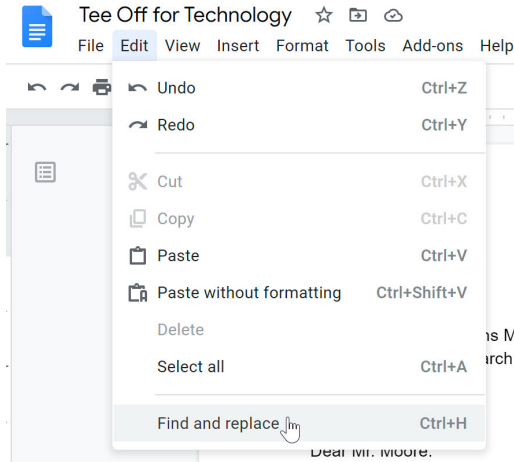 Tee Off for Technology
File Edit View Insert Format Tools Add-ons Help
Undo Ctrl+Z
Redo Ctrl+Y
Cut Ctrl+X
Copy Ctrl+C
Paste Ctrl+V
Paste without formatting Ctrl+Shift+V
Delete
Select all Ctrl+A
Find and replace Ctrl+H
Dear Mr. Moore.